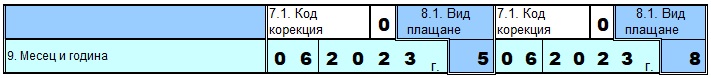 7.1. Код корекция 0 8.1. Вид плащане 7.1. Код корекция 0 8.1. Вид плащане
9. Месец и година 0 6 2 0 2 3 г. 5 0 6 2 0 2 3 г. 8